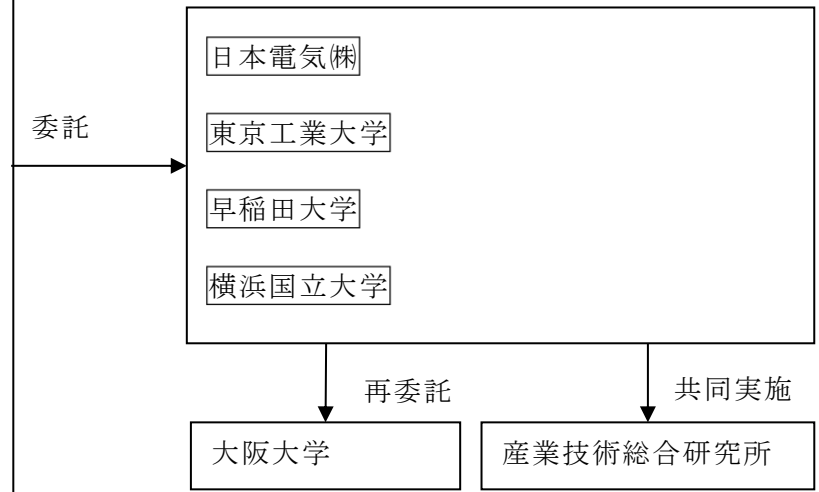 日本電気㈱
委託
東京工業大学
早稲田大学
横浜国立大学
再委託
共同実施
大阪大学
産業技術総合研究所